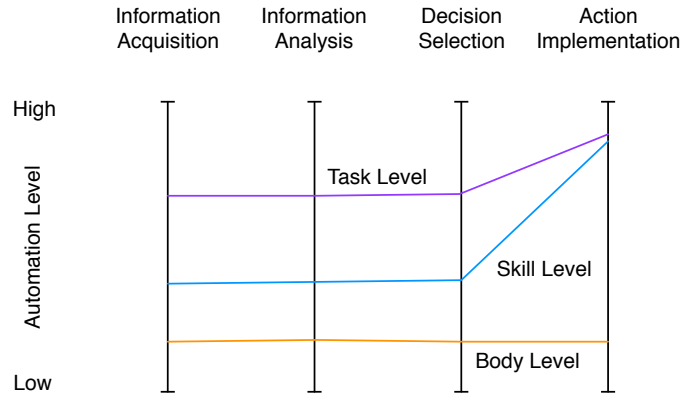 Information
Acquisition
Information
Analysis
Decision
Selection
Action
Implementation
High
Automation Level
Low
Task Level
Skill Level
Body Level